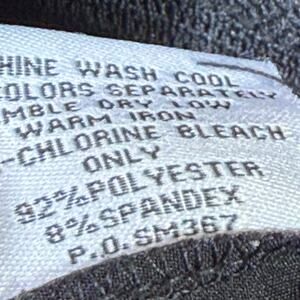 HINE WASH COOL
COLORS SEPARATELY
MBLE DRY LOW
WARM IRON
-CHLORINE BLEACH
ONLY
92%POLYESTER
8%SPANDEX
P.O.SM367